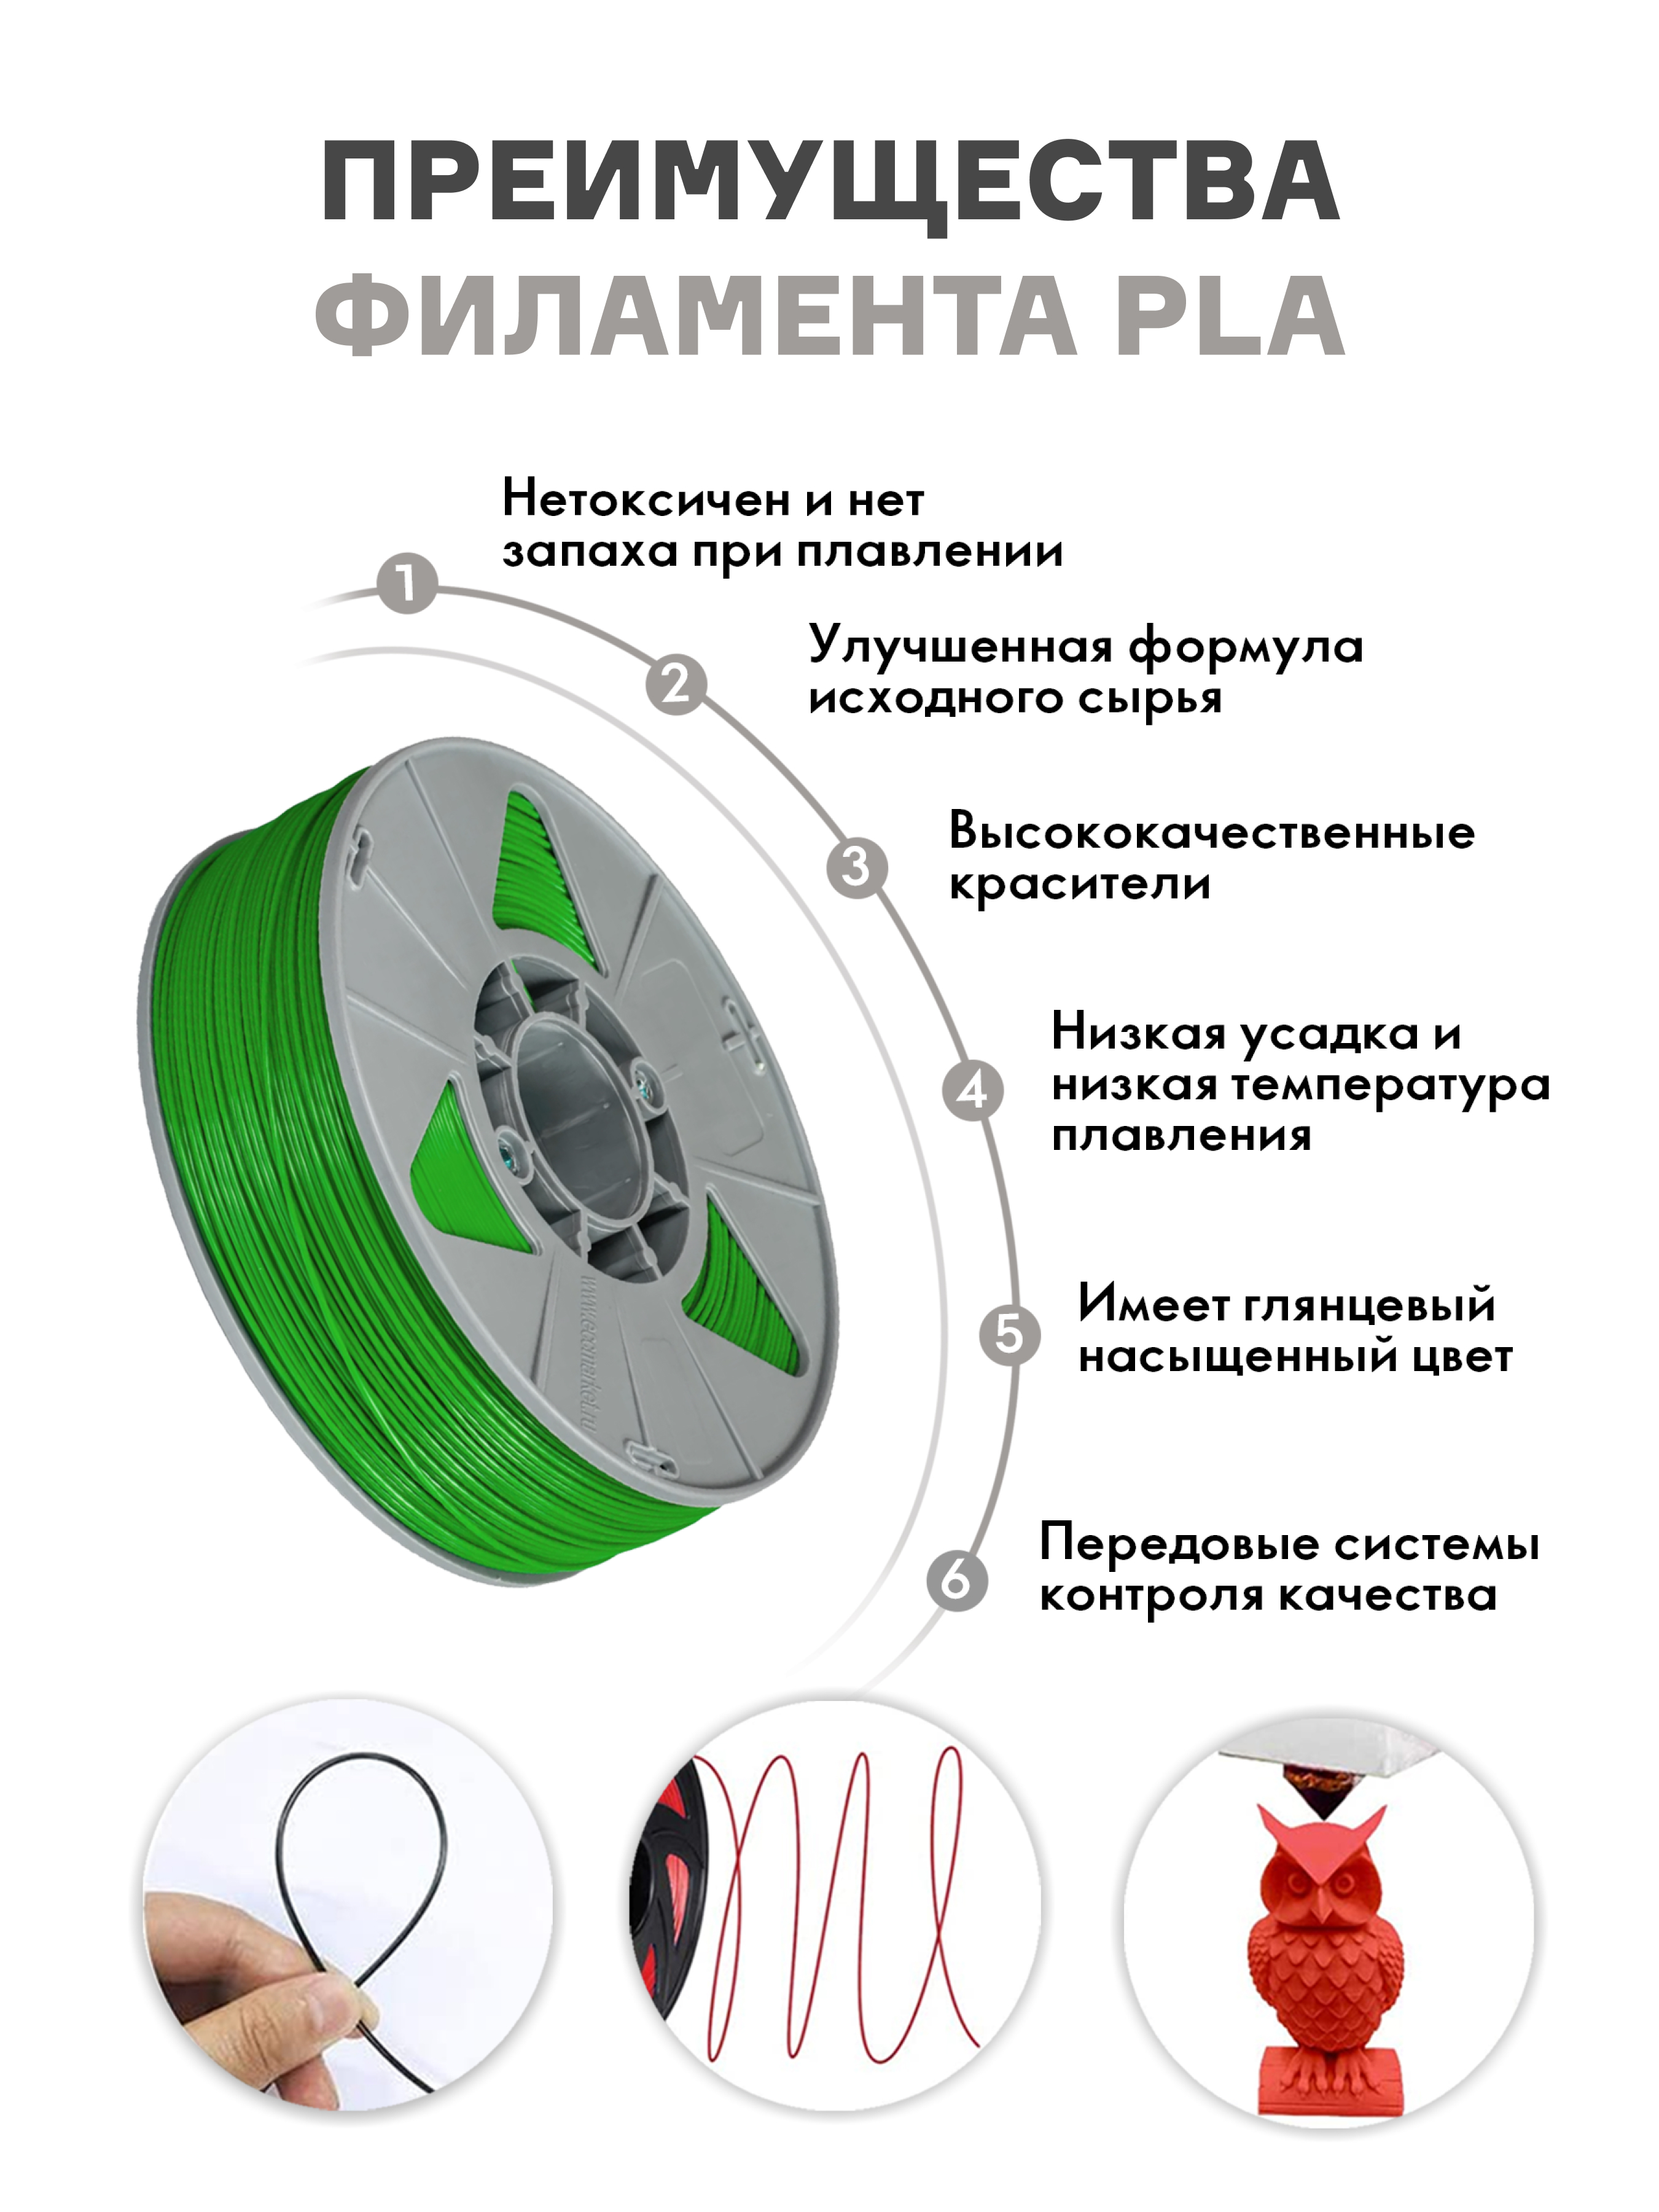 ПРЕИМУЩЕСТВА
ФИЛАМЕНТА PLA
1
Нетоксичен и нет
запаха при плавлении
2
Улучшенная формула
исходного сырья
3
Высококачественные
красители
4
Низкая усадка и
низкая температура
плавления
5
Имеет глянцевый
насыщенный цвет
6
Передовые системы
контроля качества